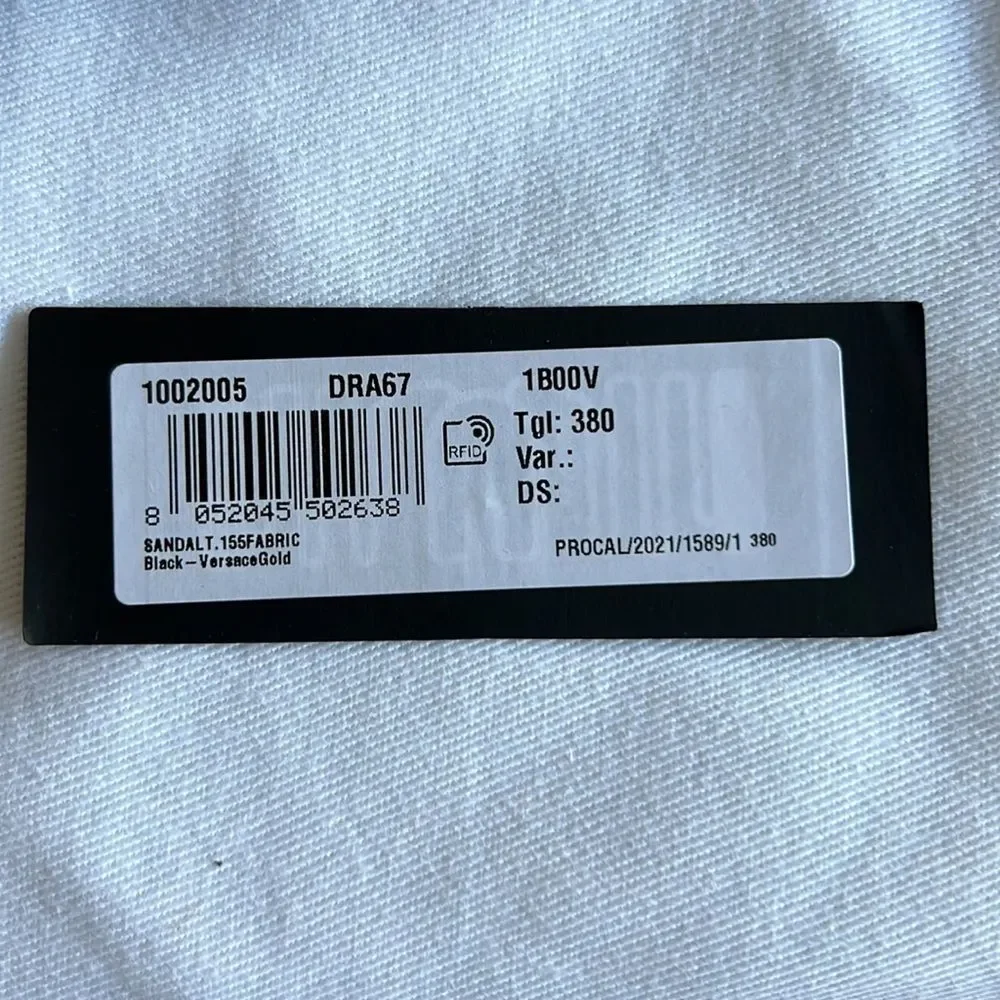 1002005 DRA67 1B00V
Tgl: 380
RFID
Var.:
DS:
8 052045 502638
SANDALT.155FABRIC
Black-VersaceGold
PROCAL/2021/1589/1 380